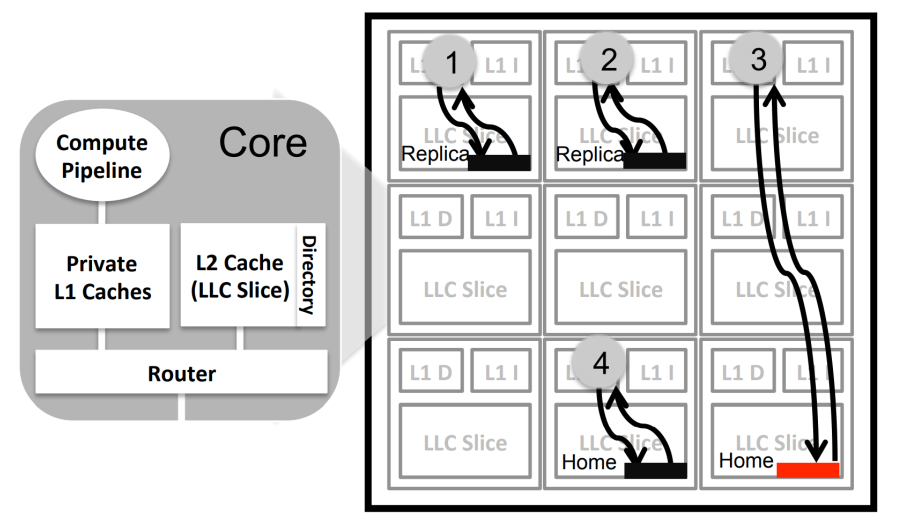 Core
Compute
Pipeline
Private
L1 Caches
L2 Cache
(LLC Slice)
Directory
Router
1
L1 I
2
L1 I
3
L1 I
LLC Slice
Replica
LLC Slice
Replica
LLC Slice
L1 D
L1 I
L1 D
L1 I
L1 D
L1 I
LLC Slice
LLC Slice
LLC Slice
L1 D
L1 I
4
L1 I
L1 D
L1 I
LLC Slice
LLC Slice
Home
LLC Slice
Home